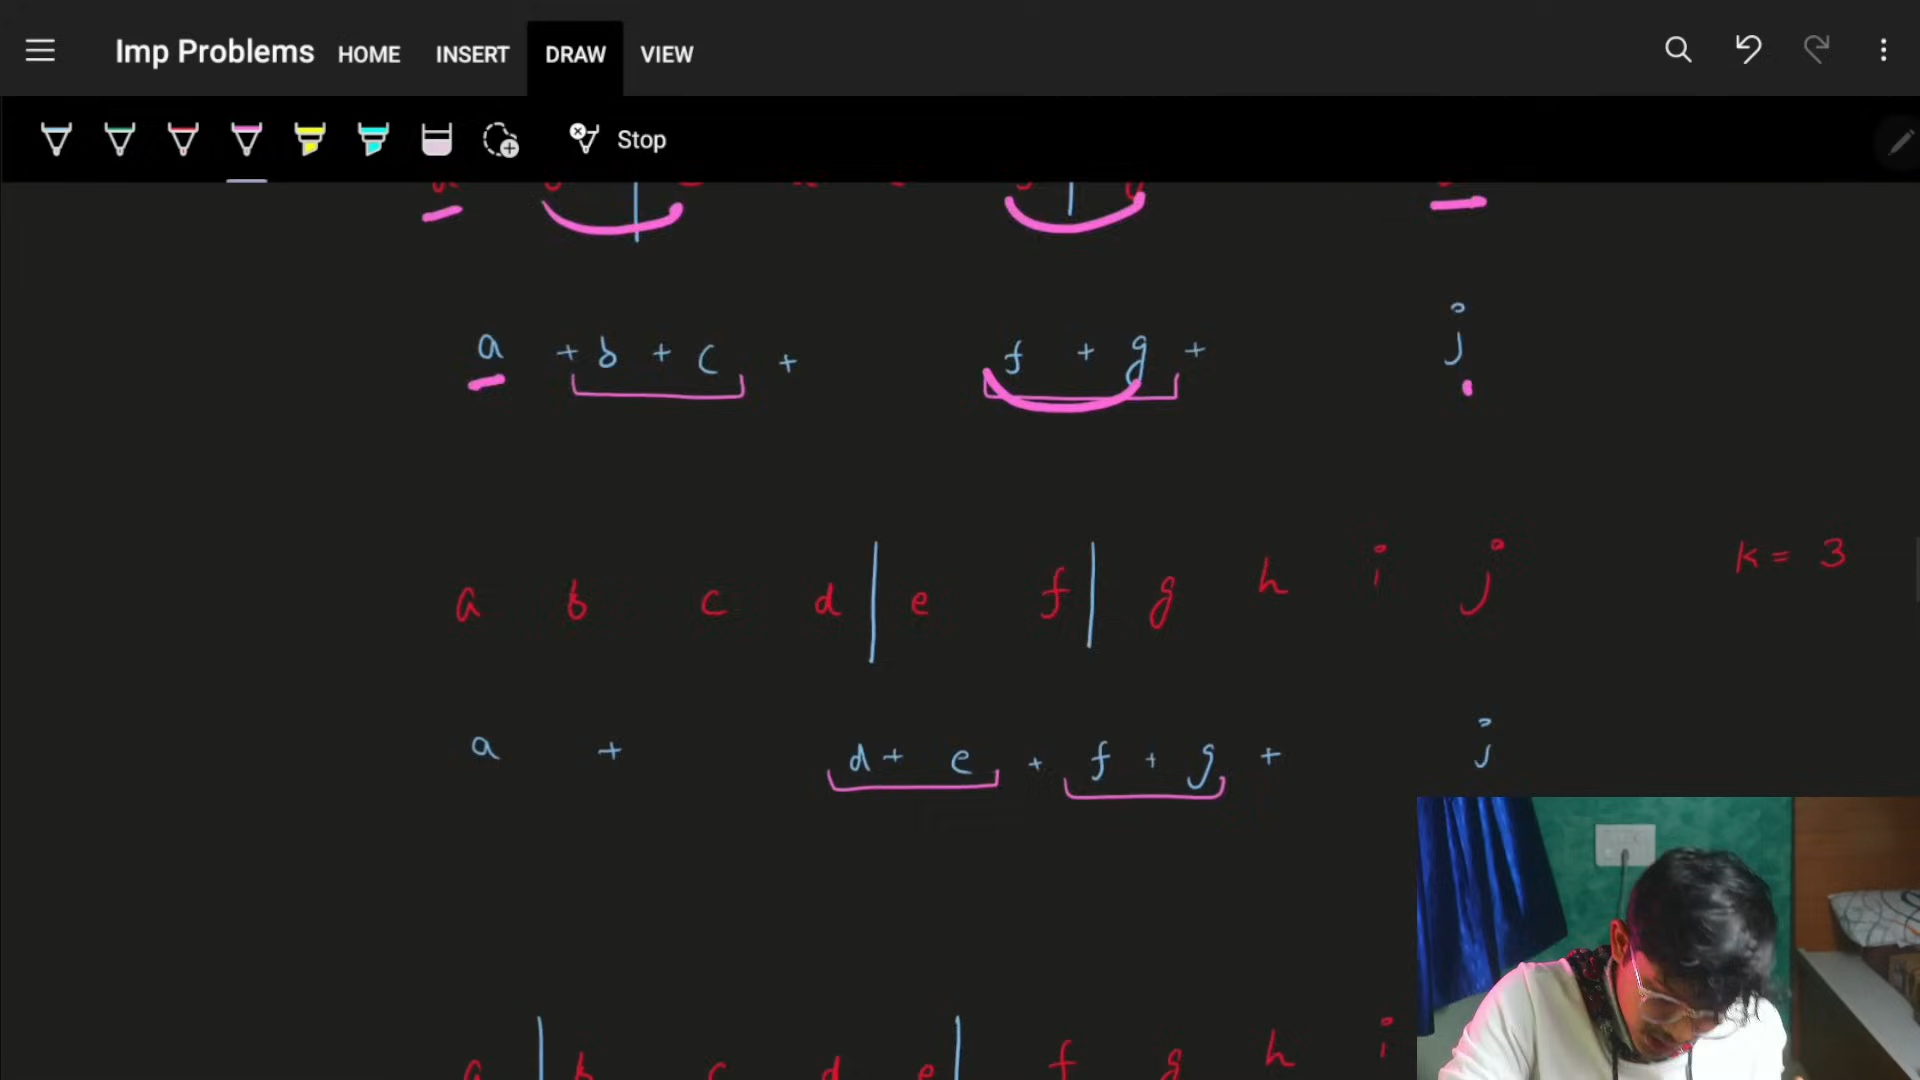 Imp Problems HOME INSERT DRAW VIEW
Stop
a + b + c + f + g + j
a b c d | e f | g h i j k = 3
a + d + e + f + g + j
a | b c d e | f g h i